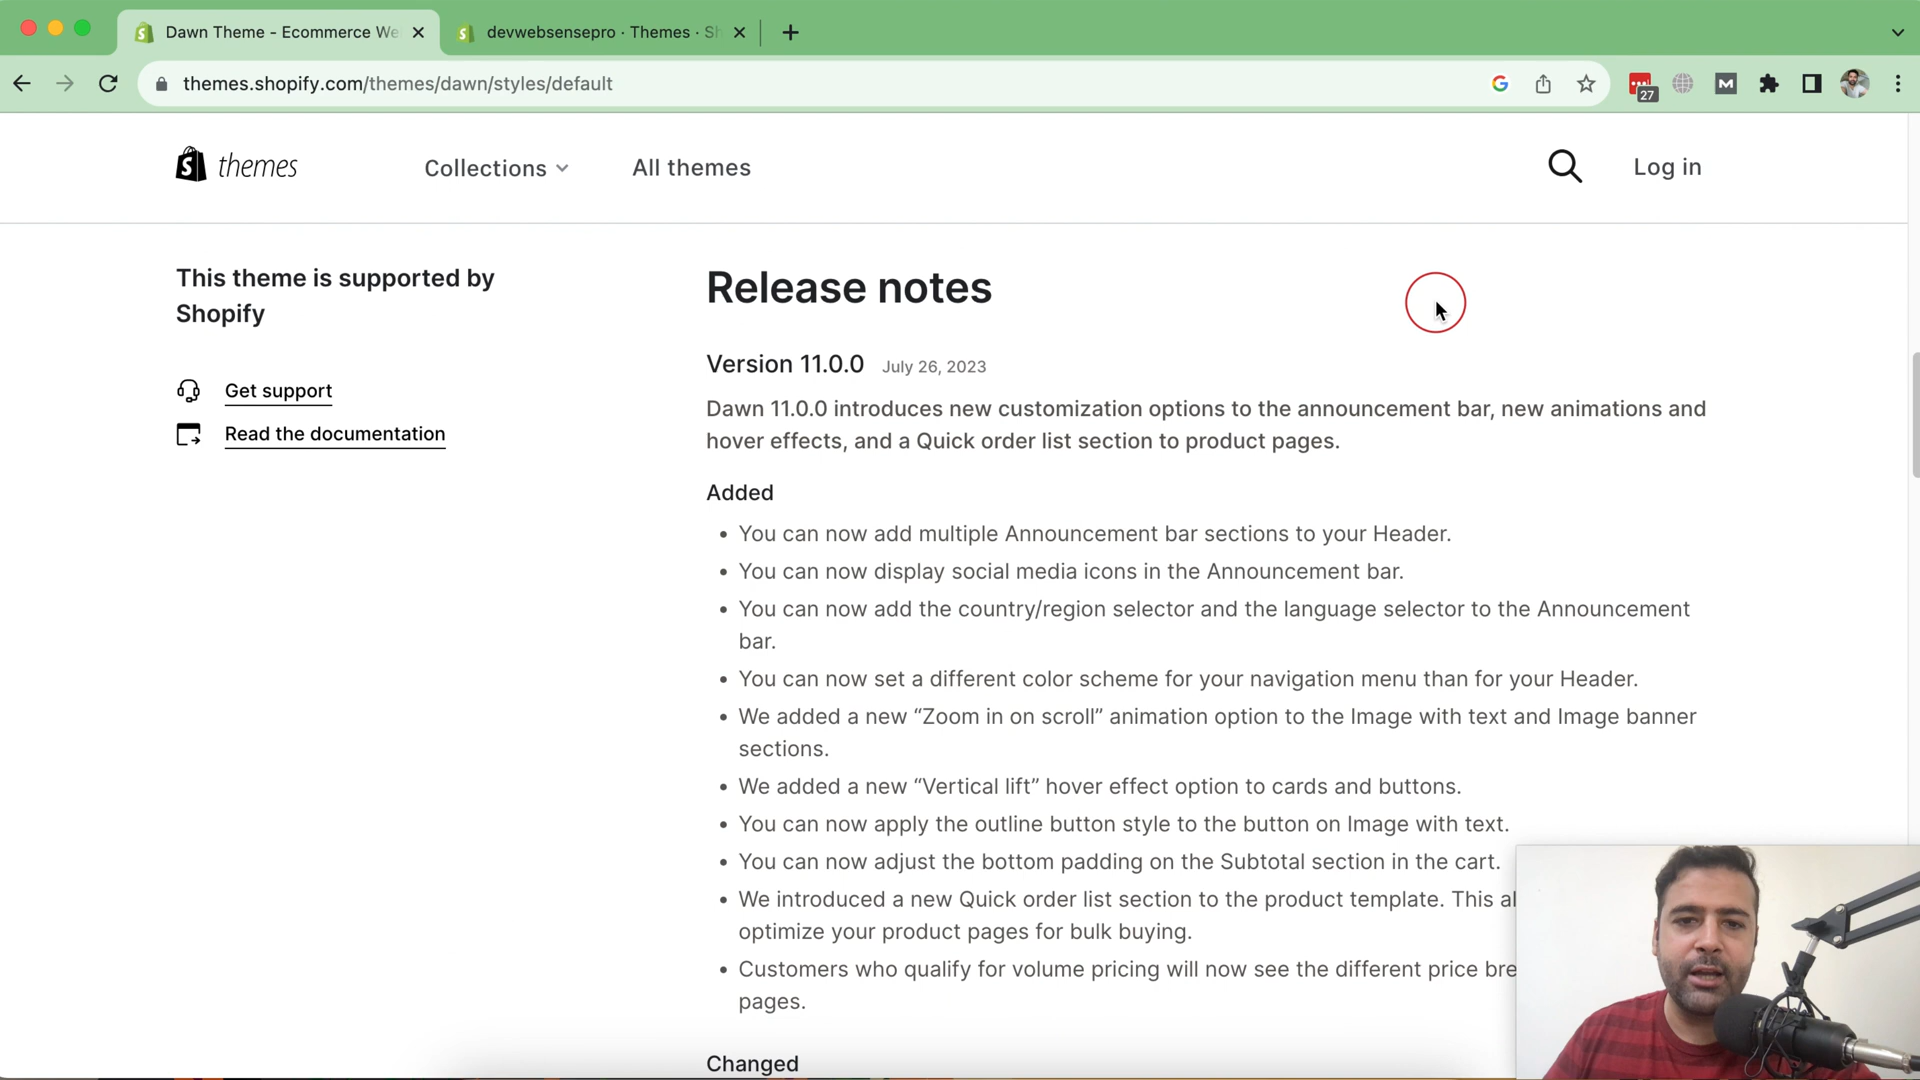 Dawn Theme - Ecommerce We
devwebsensepro · Themes · Sh
themes.shopify.com/themes/dawn/styles/default
27
themes
Collections
All themes
Log in
This theme is supported by
Shopify
Get support
Read the documentation
Release notes
Version 11.0.0 July 26, 2023
Dawn 11.0.0 introduces new customization options to the announcement bar, new animations and
hover effects, and a Quick order list section to product pages.
Added
• You can now add multiple Announcement bar sections to your Header.
• You can now display social media icons in the Announcement bar.
• You can now add the country/region selector and the language selector to the Announcement
bar.
• You can now set a different color scheme for your navigation menu than for your Header.
• We added a new “Zoom in on scroll” animation option to the Image with text and Image banner
sections.
• We added a new “Vertical lift” hover effect option to cards and buttons.
• You can now apply the outline button style to the button on Image with text.
• You can now adjust the bottom padding on the Subtotal section in the cart.
• We introduced a new Quick order list section to the product template. This al
optimize your product pages for bulk buying.
• Customers who qualify for volume pricing will now see the different price bre
pages.
Changed